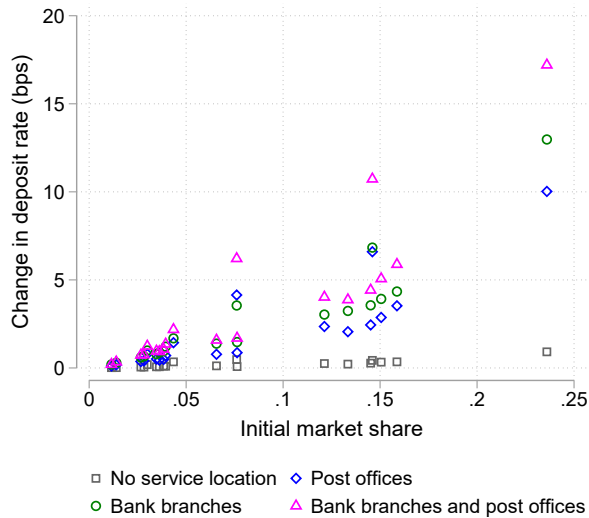 Change in deposit rate (bps)
20
15
10
5
0
0
.05
.1
.15
.2
.25
Initial market share
No service location
Post offices
Bank branches
Bank branches and post offices